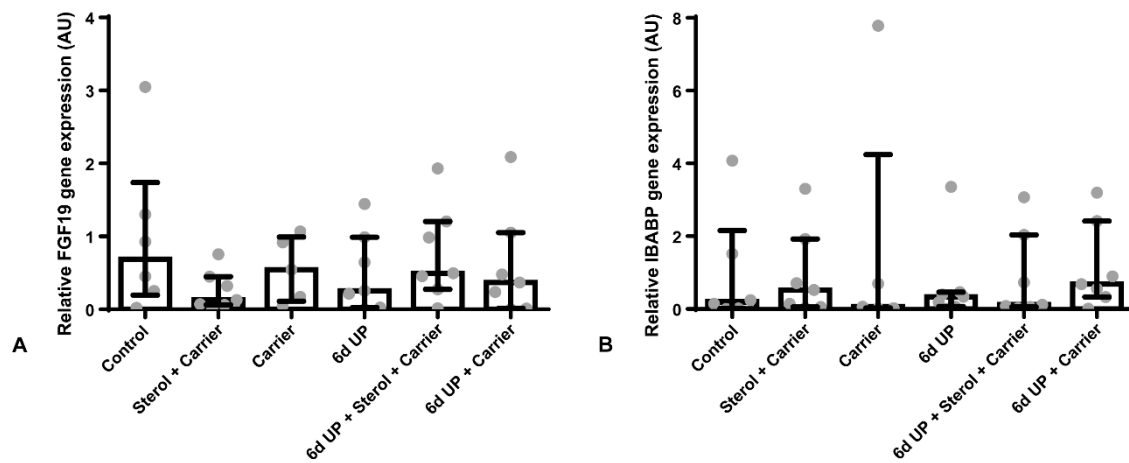 Relative FGF19 gene expression (AU)
4
3
2
1
0
Control
Sterol + Carrier
Carrier
6d UP
6d UP + Sterol + Carrier
6d UP + Carrier
A
Relative IBABP gene expression (AU)
8
6
4
2
0
Control
Sterol + Carrier
Carrier
6d UP
6d UP + Sterol + Carrier
6d UP + Carrier
B